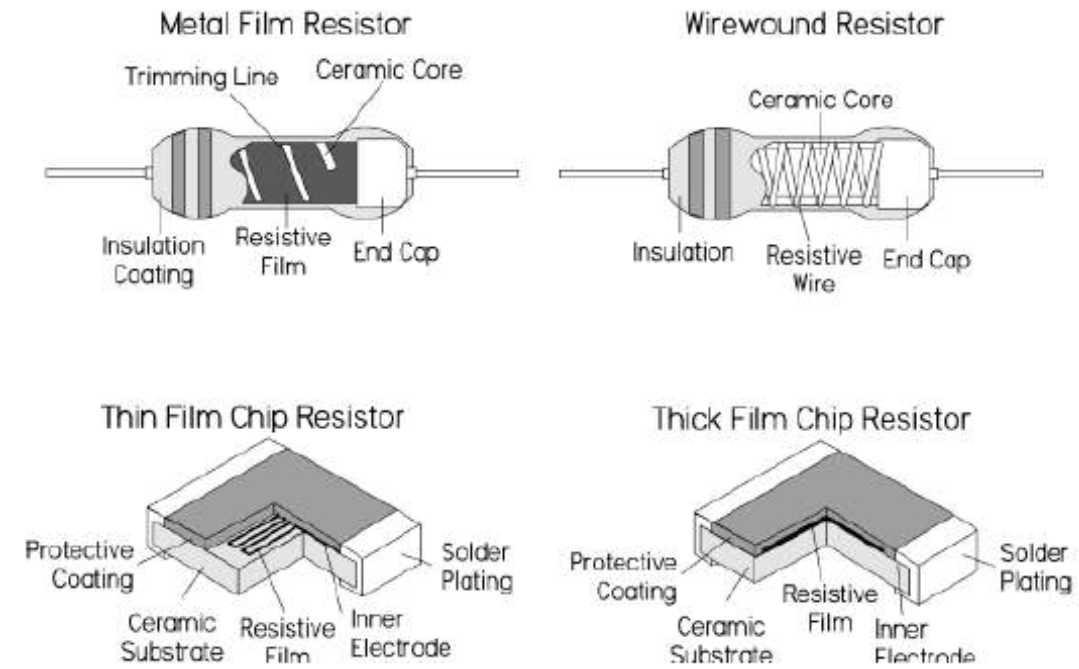 Metal Film Resistor
Trimming Line
Ceramic Core
Insulation
Coating
Resistive
Film
End Cap
Wirewound Resistor
Ceramic Core
Insulation
Resistive
Wire
End Cap
Thin Film Chip Resistor
Protective
Coating
Ceramic
Substrate
Resistive
Film
Inner
Electrode
Solder
Plating
Thick Film Chip Resistor
Protective
Coating
Ceramic
Substrate
Resistive
Film
Inner
Electrode
Solder
Plating